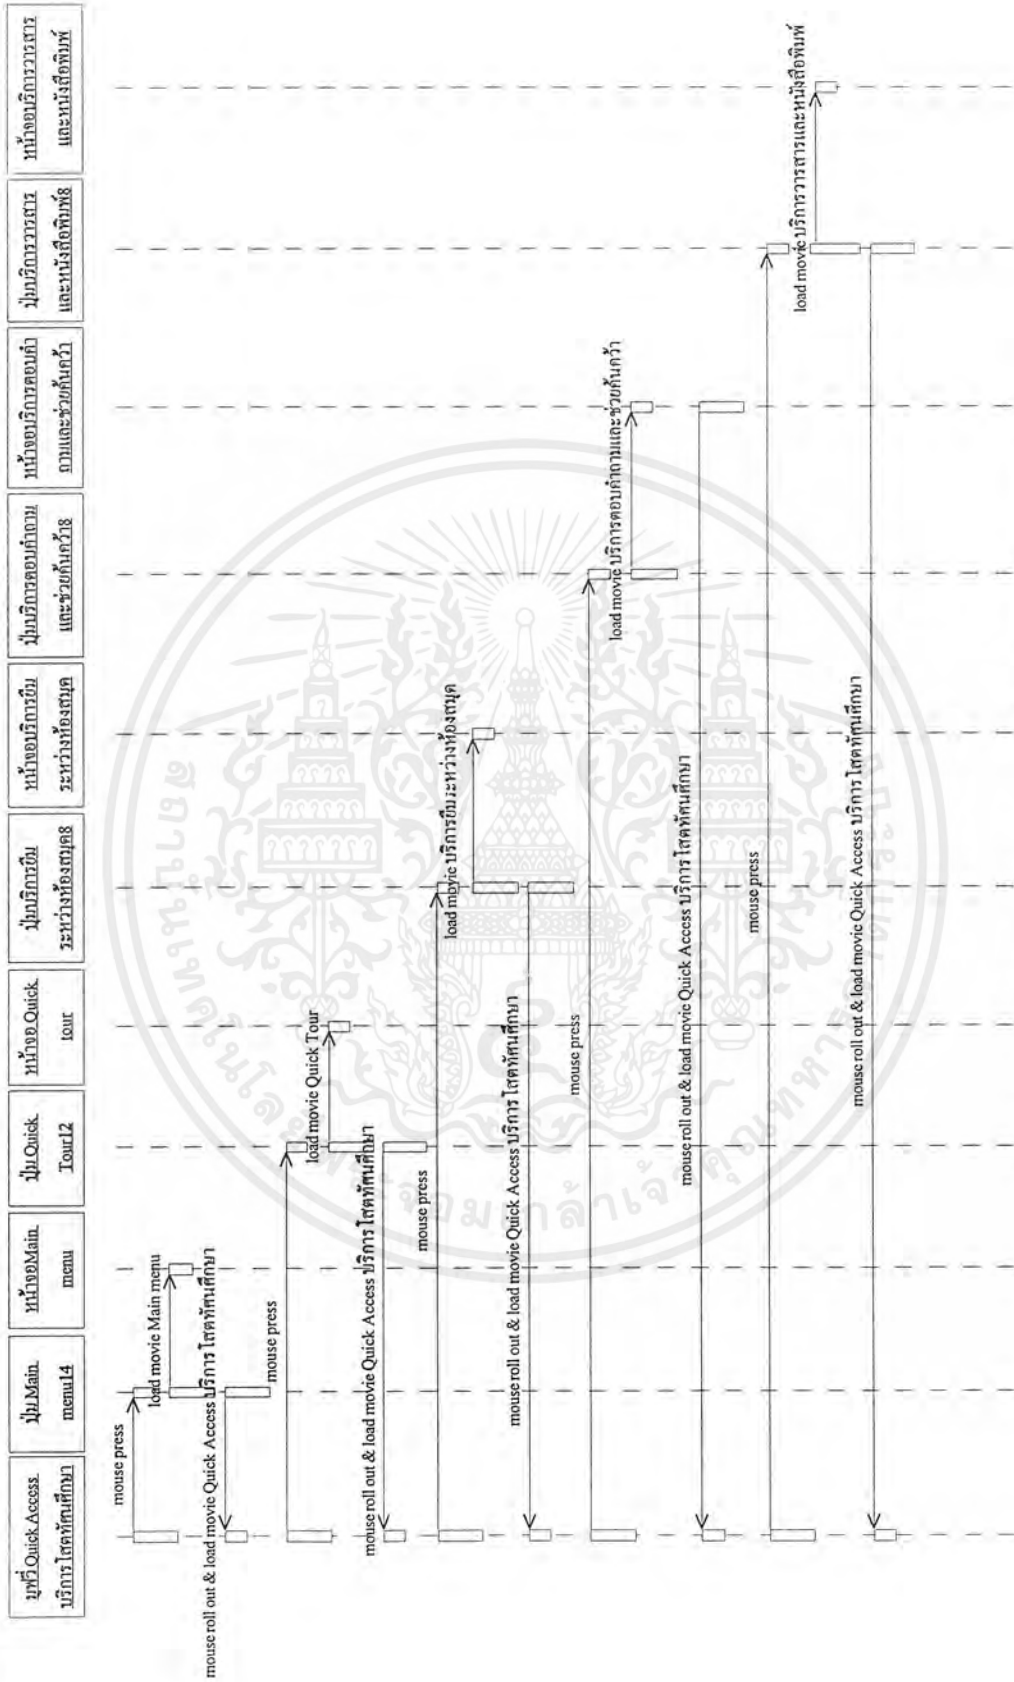 มูฟวี่ Quick Access
บริการโสตทัศนศึกษา
ปุ่ม Main
menu14
หน้าจอMain
menu
ปุ่ม Quick
Tour12
หน้าจอ Quick
tour
ปุ่มบริการยืม
ระหว่างห้องสมุด8
หน้าจอบริการยืม
ระหว่างห้องสมุด
ปุ่มบริการตอบคำถาม
และช่วยค้นคว้า8
หน้าจอบริการตอบคำ
ถามและช่วยค้นคว้า
ปุ่มบริการวารสาร
และหนังสือพิมพ์8
หน้าจอบริการวารสาร
และหนังสือพิมพ์
mouse press
load movie Main menu
mouse roll out & load movie Quick Access บริการโสตทัศนศึกษา
mouse press
load movie Quick Tour
mouse roll out & load movie Quick Access บริการโสตทัศนศึกษา
mouse press
load movie บริการยืมระหว่างห้องสมุด
mouse roll out & load movie Quick Access บริการโสตทัศนศึกษา
mouse press
load movie บริการตอบคำถามและช่วยค้นคว้า
mouse roll out & load movie Quick Access บริการโสตทัศนศึกษา
mouse press
load movie บริการวารสารและหนังสือพิมพ์
mouse roll out & load movie Quick Access บริการโสตทัศนศึกษา